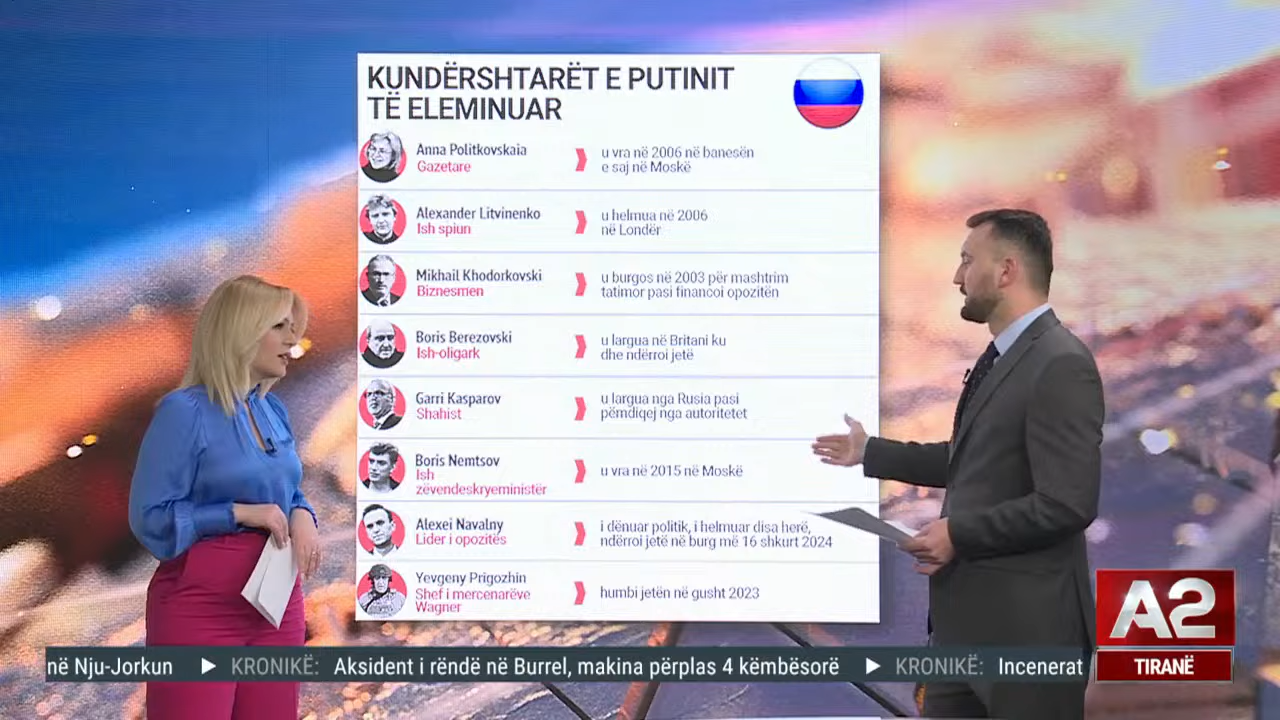 KUNDËRSHTARËT E PUTINIT
TË ELEMINUAR
Anna Politkovskaia
Gazetare
u vra në 2006 në banesën
e saj në Moskë
Alexander Litvinenko
Ish spiun
u helmua në 2006
në Londër
Mikhail Khodorkovski
Biznesmen
u burgos në 2003 për mashtrim
tatimor pasi financoi opozitën
Boris Berezovski
Ish-oligark
u largua në Britani ku
dhe ndërroi jetë
Garri Kasparov
Shahist
u largua nga Rusia pasi
përndiqej nga autoritetet
Boris Nemtsov
Ish
zëvendeskryeministër
u vra në 2015 në Moskë
Alexei Navalny
Lider i opozitës
i dënuar politik, i helmuar disa herë,
ndërroi jetë në burg më 16 shkurt 2024
Yevgeny Prigozhin
Shefi i mercenarëve
Wagner
humbi jetën në gusht 2023
A2
TIRANË
në Nju-Jorkun ▶ KRONIKË: Aksident i rëndë në Burrel, makina përplas 4 këmbësorë ▶ KRONIKË: Incenerat